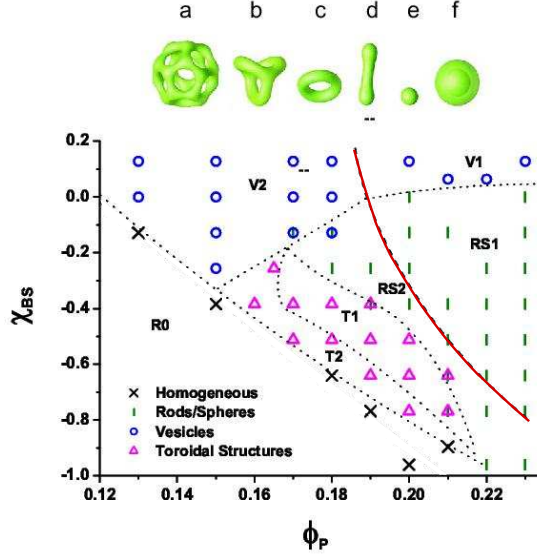 a b c d e f
--
0.2
V1
--
V2
0.0
RS1
-0.2
RS2
χBS
R0
T1
-0.4
T2
-0.6
Homogeneous
Rods/Spheres
-0.8
Vesicles
Toroidal Structures
-1.0
0.12 0.14 0.16 0.18 0.20 0.22
ϕP